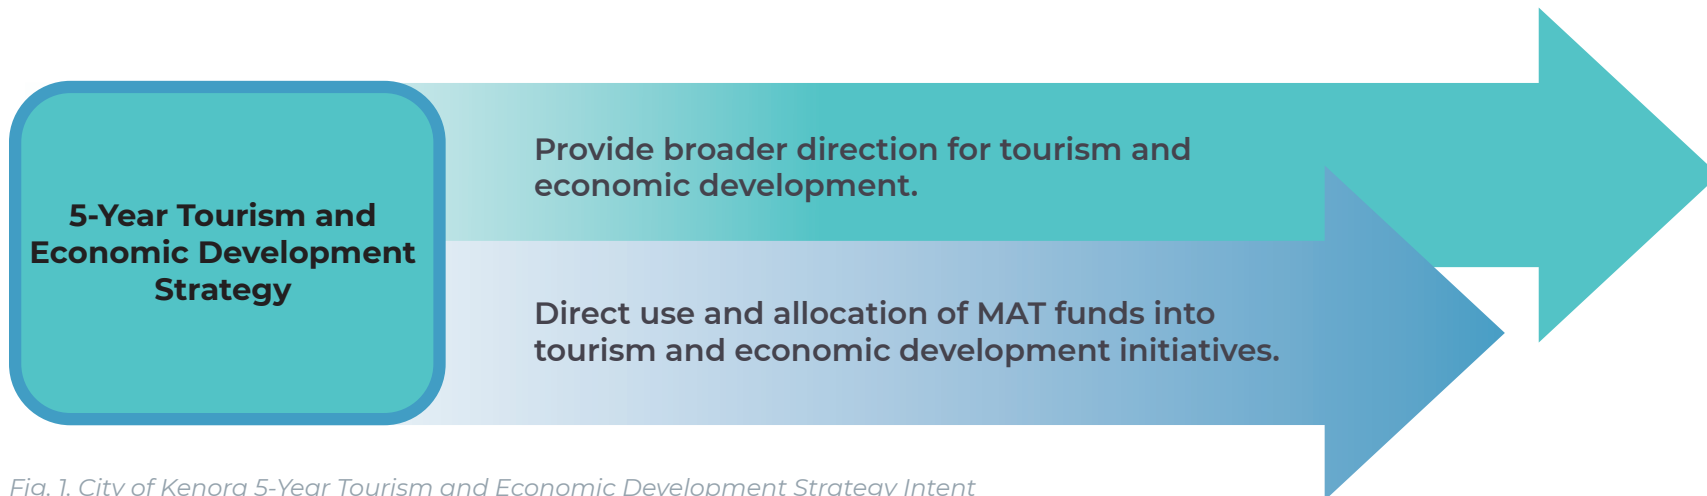 5-Year Tourism and
Economic Development
Strategy
Provide broader direction for tourism and
economic development.
Direct use and allocation of MAT funds into
tourism and economic development initiatives.
Fig. 1. City of Kenora 5-Year Tourism and Economic Development Strategy Intent